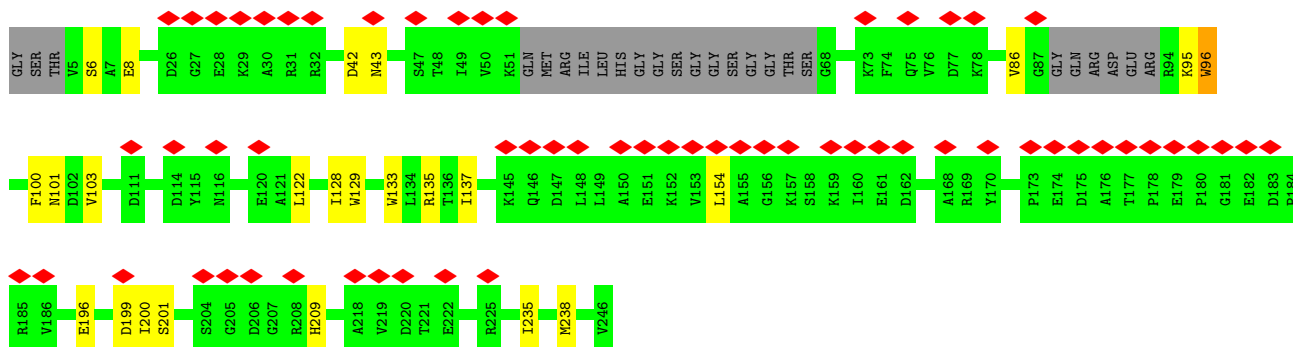 GLY SER THR V5 S6 A7 E8 D26 G27 E28 K29 A30 R31 R32 D42 N43 S47 T48 I49 V50 K51 GLN MET ARG ILE LEU HIS GLY GLY SER GLY GLY SER GLY GLY THR SER G68 K73 F74 Q75 V76 D77 K78 V86 G87 GLY GLN ARG ASP GLU ARG R94 K95 W96
F100 N101 D102 V103 D111 D114 Y115 N116 E120 A121 L122 I128 W129 W133 L134 R135 T136 I137 K145 Q146 D147 L148 L149 A150 E151 K152 V153 L154 A155 G156 K157 S158 K159 I160 E161 D162 A168 R169 Y170 P173 E174 D175 A176 T177 P178 E179 P180 G181 E182 D183
R185 V186 E196 D199 I200 S201 S204 G205 D206 G207 R208 H209 A218 V219 D220 T221 E222 R225 I235 M238 V246